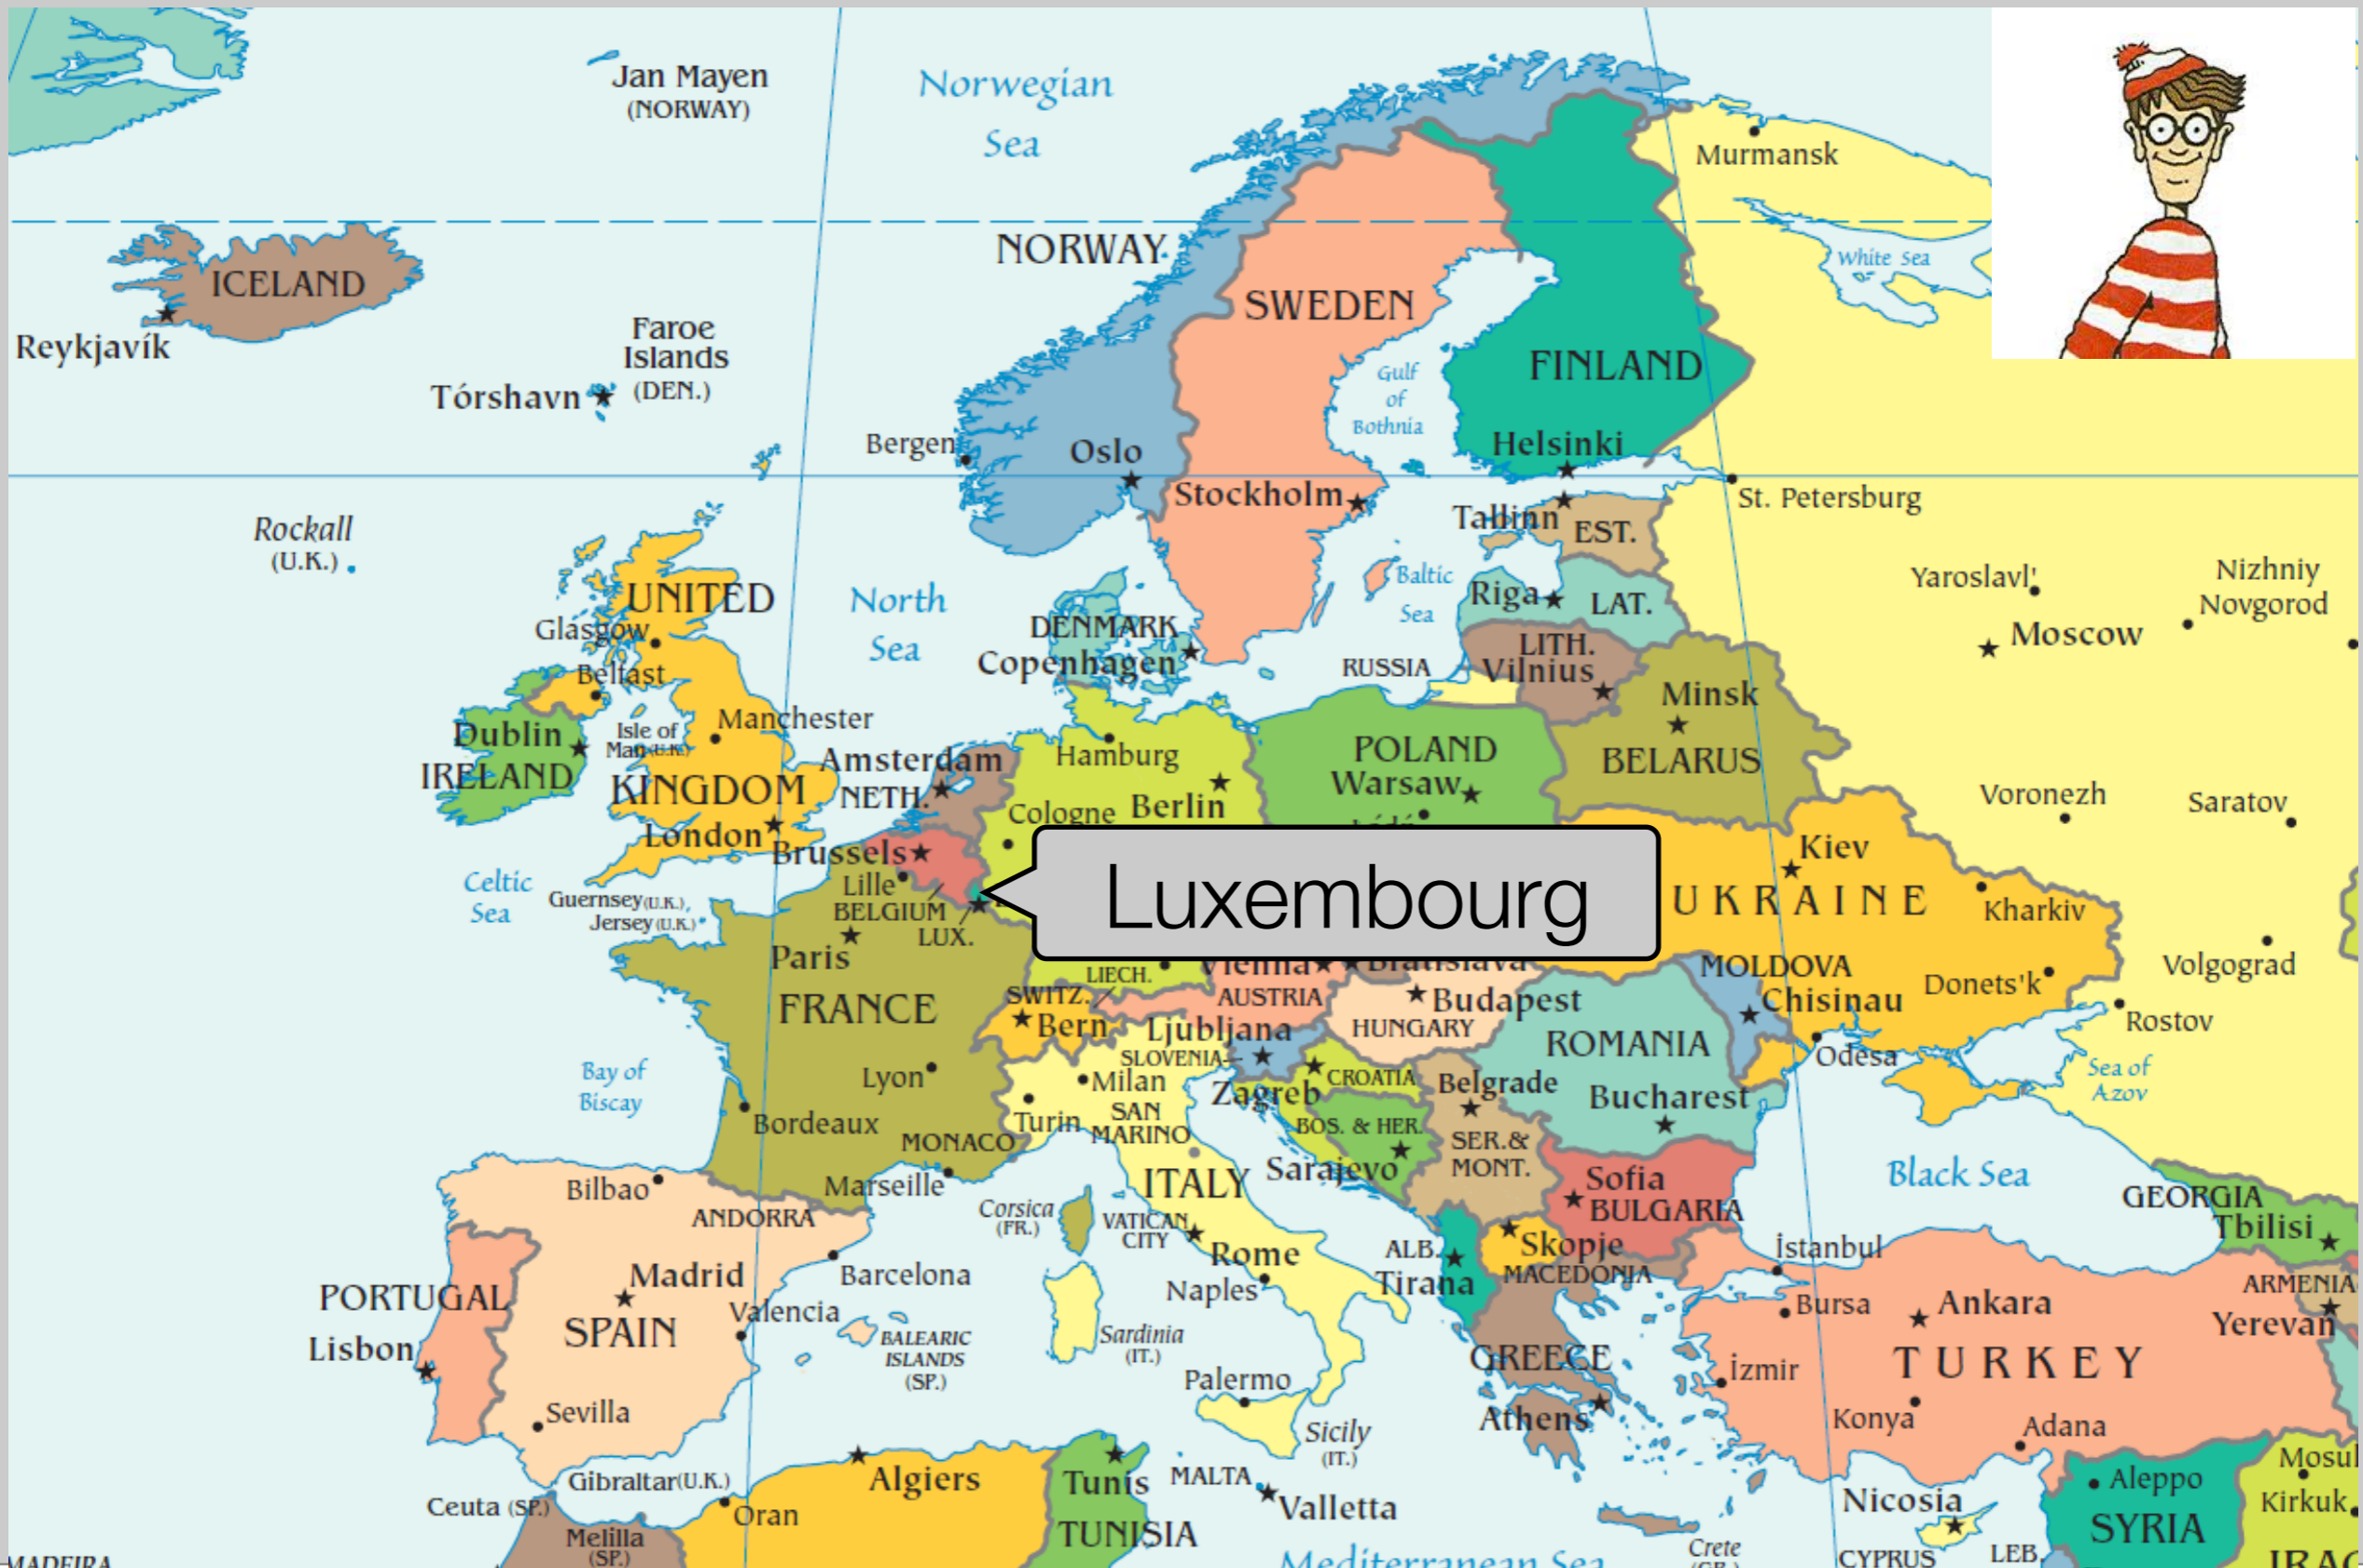 Jan Mayen
(NORWAY)
Norwegian
Sea
Murmansk
White Sea
NORWAY
ICELAND
Reykjavík
SWEDEN
FINLAND
Faroe
Islands
(DEN.)
Tórshavn
Gulf
of
Bothnia
Bergen
Oslo
Helsinki
Stockholm
St. Petersburg
Tallinn
EST.
Rockall
(U.K.)
Yaroslavl'
Nizhniy
Novgorod
Moscow
UNITED
North
Sea
Baltic
Sea
Riga
LAT.
Glasgow
DENMARK
Copenhagen
LITH.
Vilnius
RUSSIA
Belfast
Minsk
BELARUS
Dublin
IRELAND
Isle of
Man (U.K.)
Manchester
KINGDOM
London
Amsterdam
NETH.
Hamburg
Berlin
POLAND
Warsaw
Cologne
Voronezh
Saratov
Brussels
Luxembourg
Kiev
UKRAINE
Kharkiv
Celtic
Sea
Guernsey (U.K.),
Jersey (U.K.)
Lille
BELGIUM
LUX.
Paris
LIECH.
Vienna
Bratislava
MOLDOVA
Chisinau
Donets'k
Volgograd
FRANCE
SWITZ.
Bern
AUSTRIA
Budapest
HUNGARY
Ljubljana
SLOVENIA
ROMANIA
Odesa
Rostov
Sea of
Azov
Bay of
Biscay
Lyon
Milan
Zagreb
CROATIA
Belgrade
Bucharest
Bordeaux
Turin
SAN
MARINO
BOS. & HER.
MONACO
Sarajevo
SER.&
MONT.
Black Sea
Bilbao
Marseille
ITALY
Sofia
BULGARIA
GEORGIA
Tbilisi
ANDORRA
Corsica
(FR.)
VATICAN
CITY
Rome
ALB.
Tirana
Skopje
MACEDONIA
İstanbul
PORTUGAL
Lisbon
Madrid
SPAIN
Barcelona
Valencia
Naples
Bursa
Ankara
ARMENIA
Yerevan
BALEARIC
ISLANDS
(SP.)
Sardinia
(IT.)
GREECE
Athens
İzmir
TURKEY
Palermo
Sicily
(IT.)
Konya
Adana
Sevilla
Gibraltar (U.K.)
Ceuta (SP.)
Melilla
(SP.)
Oran
Algiers
Tunis
TUNISIA
MALTA
Valletta
Nicosia
CYPRUS
Aleppo
SYRIA
Mosul
Kirkuk
Crete
LEB.
Mediterranean Sea
MADEIRA
IRAQ